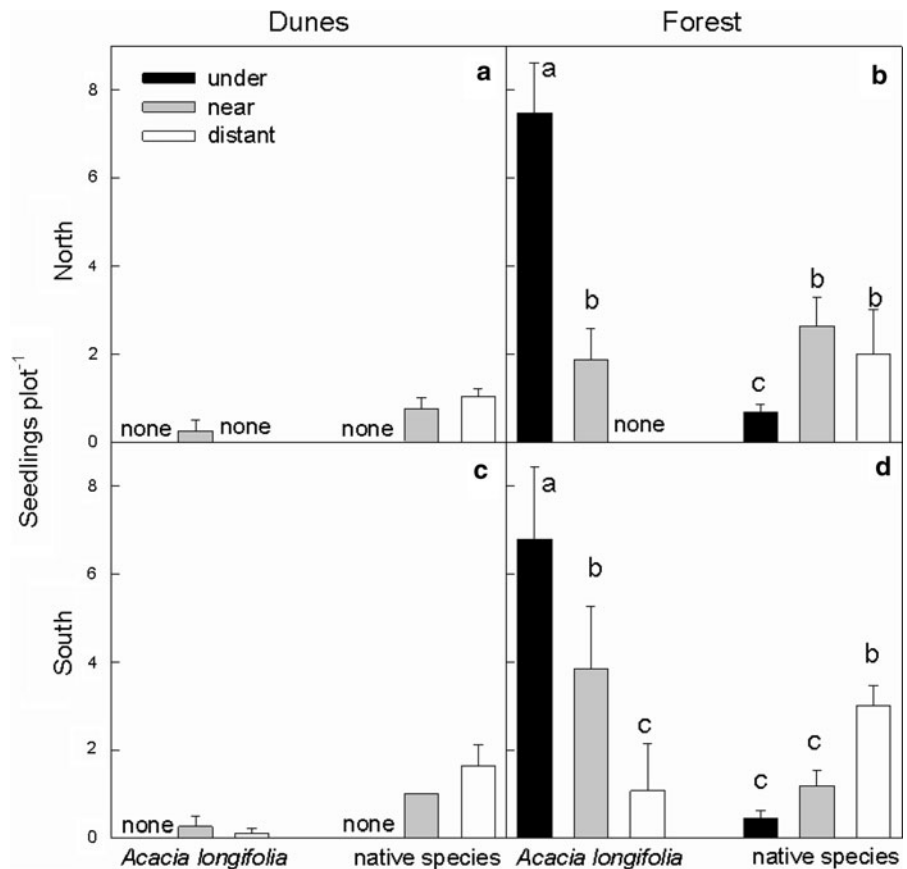 Dunes Forest
8 6 4 2 0
under
near
distant
a
none none none
North
a b
b b b
none c
Seedlings plot⁻¹
8 6 4 2 0
c
none none
South
a d
b b
c c c
Acacia longifolia native species Acacia longifolia native species